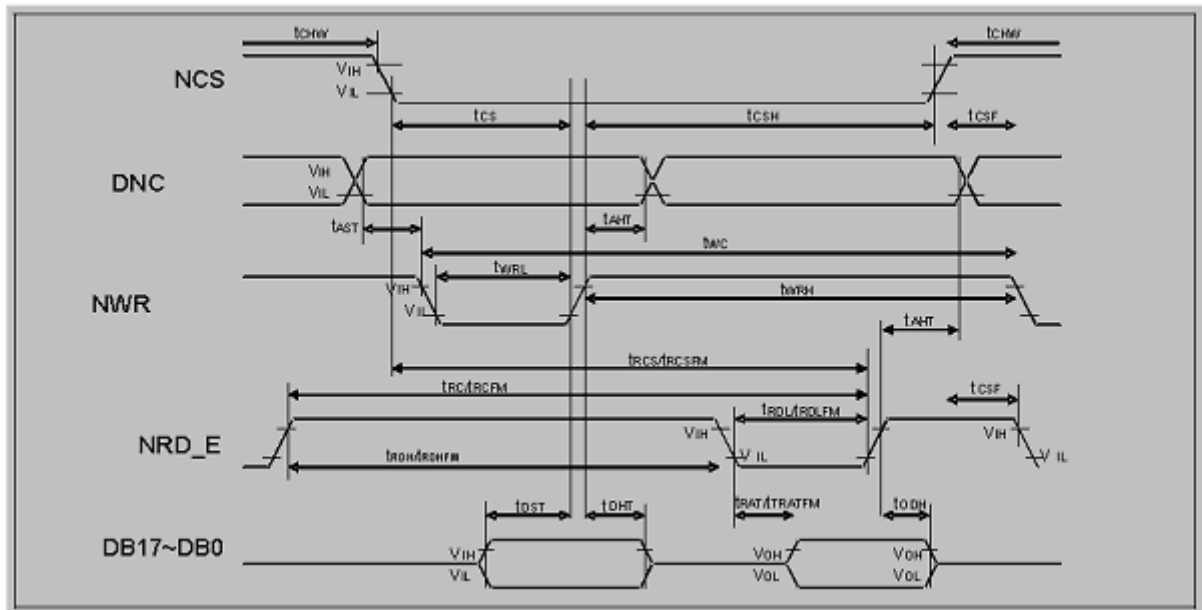 tCHW tCHW
NCS VIH
VIL
tCS tCSH tCSF
DNC VIH
VIL
tAST tAHT
tWC
tWRL
NWR VIH tWRH
VIL
tAHT
tRCS/tRCSFM
tRC/tRCFM tCSF
tRDL/tRDLFM
NRD_E VIH VIH
tRDH/tRDHFM VIL VIL
tDST tDHT tRAT/tTRATFM tODH
DB17~DB0 VIH VOH VOH
VIL VOL VOL